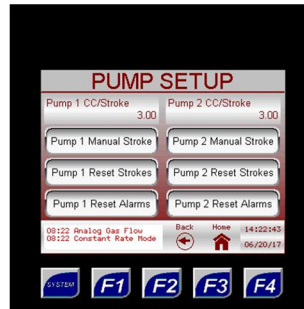 PUMP SETUP
Pump 1 CC/Stroke Pump 2 CC/Stroke
3.00 3.00
Pump 1 Manual Stroke Pump 2 Manual Stroke
Pump 1 Reset Strokes Pump 2 Reset Strokes
Pump 1 Reset Alarms Pump 2 Reset Alarms
08:22 Analog Gas Flow Back Home 14:22:43
08:22 Constant Rate Mode 06/20/17
SYSTEM F1 F2 F3 F4